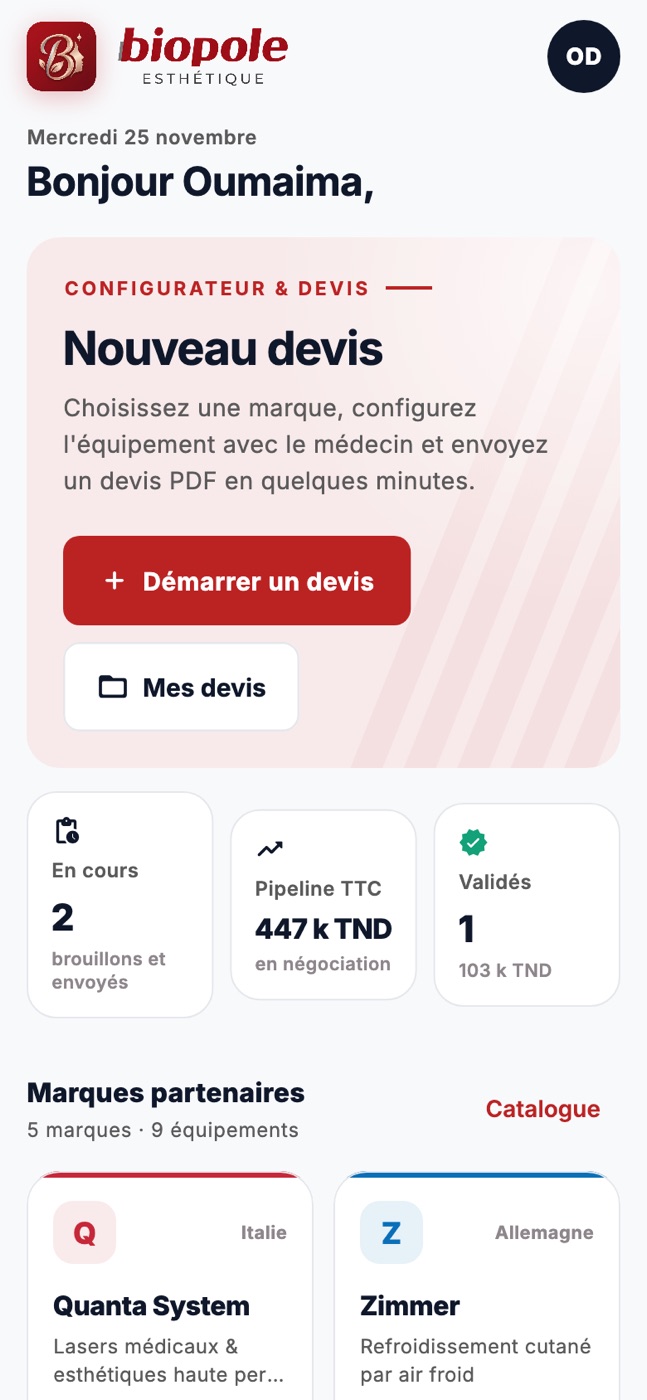 B
biopole
ESTHÉTIQUE
OD
Mercredi 25 novembre
Bonjour Oumaima,
CONFIGURATEUR & DEVIS
Nouveau devis
Choisissez une marque, configurez
l'équipement avec le médecin et envoyez
un devis PDF en quelques minutes.
+ Démarrer un devis
Mes devis
En cours
2
brouillons et
envoyés
Pipeline TTC
447 k TND
en négociation
Validés
1
103 k TND
Marques partenaires
5 marques · 9 équipements
Catalogue
Q
Italie
Quanta System
Lasers médicaux &
esthétiques haute per...
Z
Allemagne
Zimmer
Refroidissement cutané
par air froid